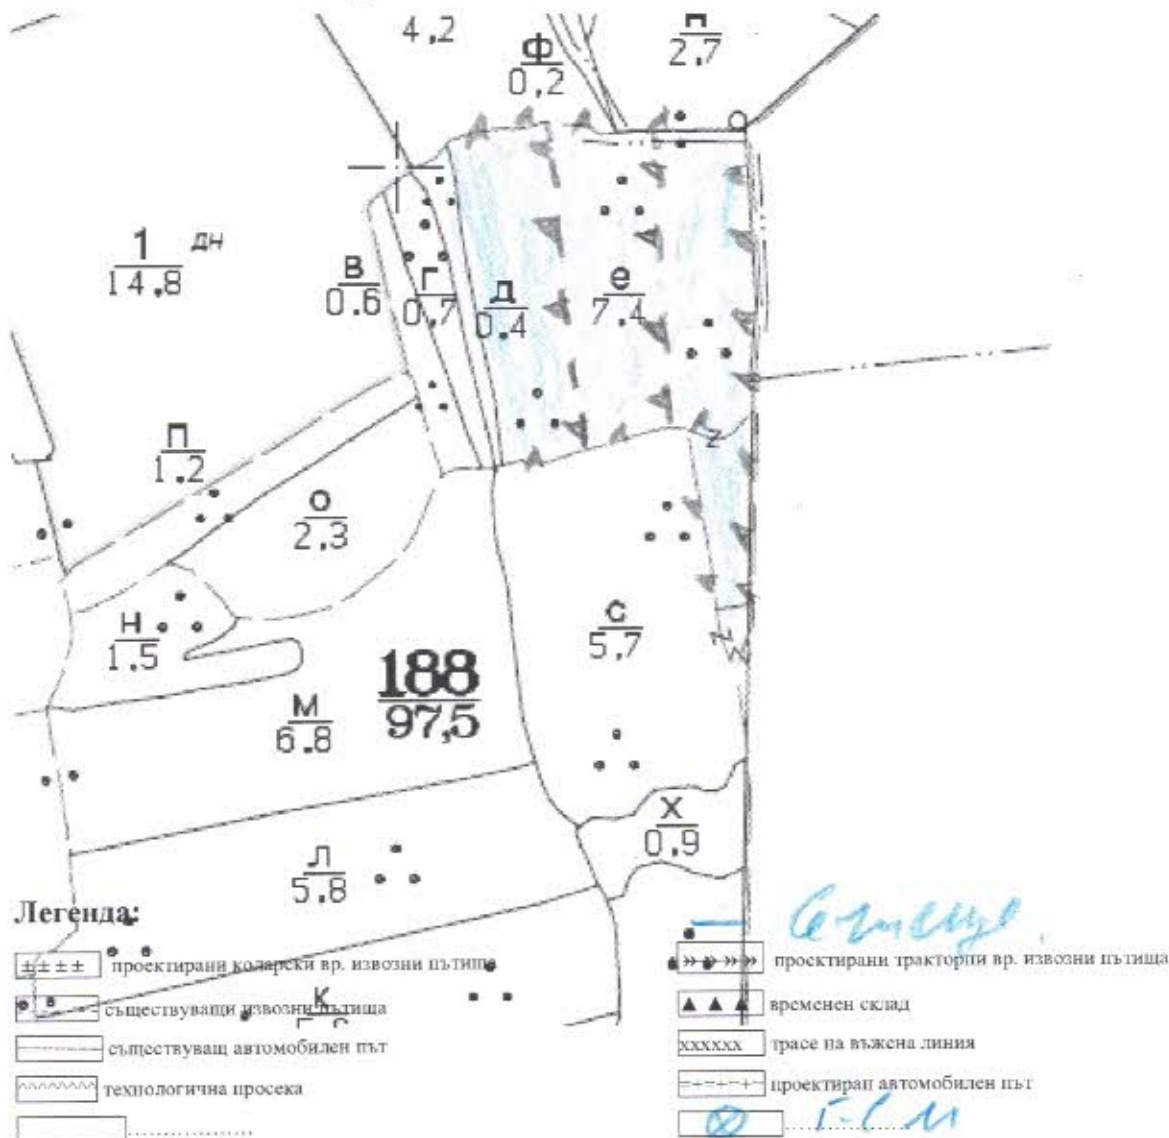 4,2
ф
0,2
п
2,7
1 дн
14,8
в
0,6
г
0,7
д
0,4
е
7,4
п
1,2
о
2,3
н
1,5
с
5,7
188
97,5
м
6,8
х
0,9
л
5,8
к
Легенда:
проектирани коларски вр. извозни пътища
съществуващи извозни пътища
съществуващ автомобилен път
технологична просека
проектирани тракторни вр. извозни пътища
временен склад
xxxxxx трасе на въжена линия
проектиран автомобилен път
Г-С М